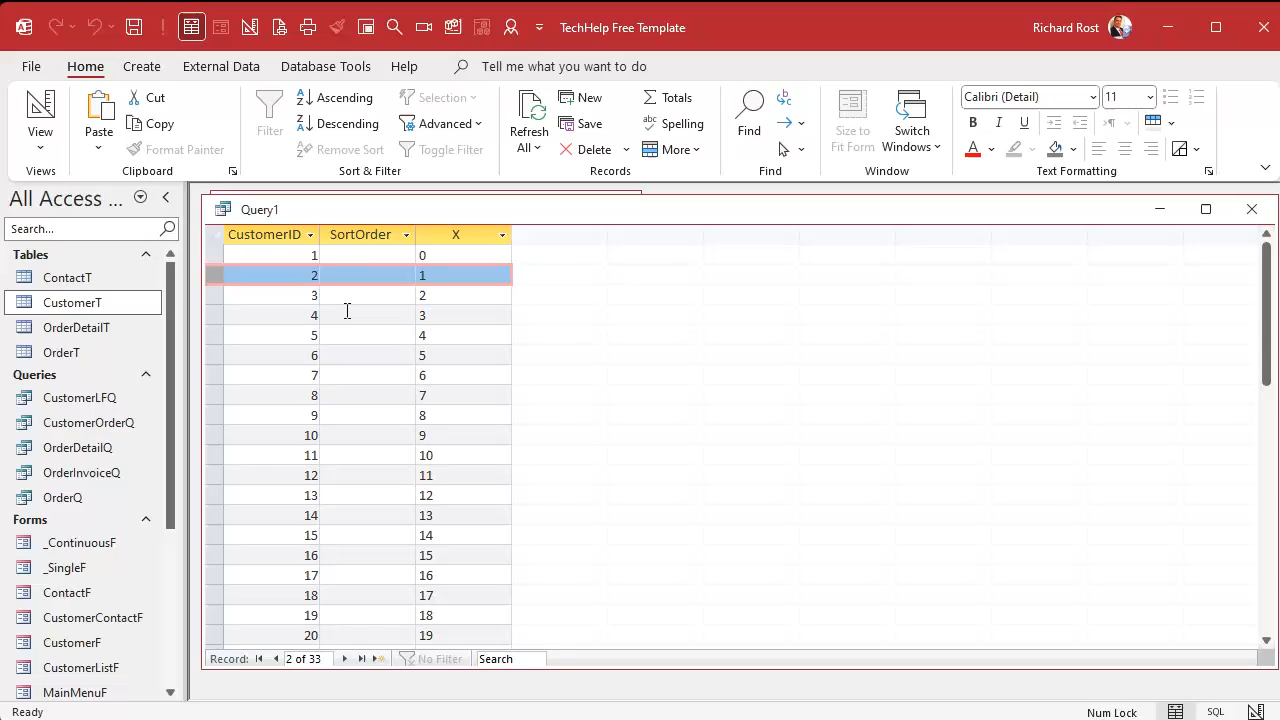 TechHelp Free Template
Richard Rost
File Home Create External Data Database Tools Help Tell me what you want to do
View
Views
Paste
Cut
Copy
Format Painter
Clipboard
Filter
Ascending
Descending
Remove Sort
Selection
Advanced
Toggle Filter
Sort & Filter
Refresh
All
New
Save
Delete
Totals
Spelling
More
Records
Find
Find
Size to
Fit Form
Switch
Windows
Window
Calibri (Detail) 11
B I U
A
Text Formatting
All Access ...
Search...
Tables
ContactT
CustomerT
OrderDetailT
OrderT
Queries
CustomerLFQ
CustomerOrderQ
OrderDetailQ
OrderInvoiceQ
OrderQ
Forms
_ContinuousF
_SingleF
ContactF
CustomerContactF
CustomerF
CustomerListF
MainMenuF
Query1
CustomerID SortOrder X
1 0
2 1
3 2
4 3
5 4
6 5
7 6
8 7
9 8
10 9
11 10
12 11
13 12
14 13
15 14
16 15
17 16
18 17
19 18
20 19
Record: 2 of 33 No Filter Search
Ready
Num Lock
SQL